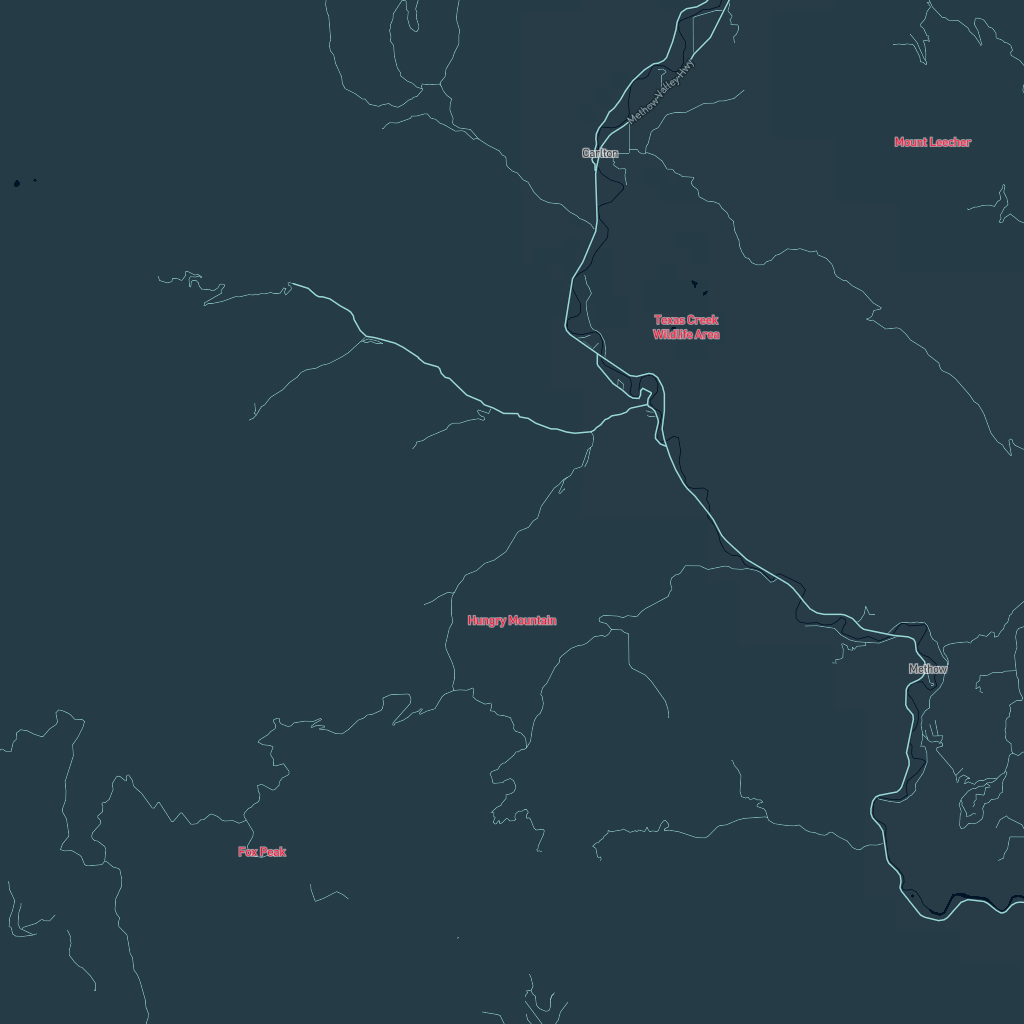 Methow Valley Hwy
Carlton
Mount Leecher
Texas Creek
Wildlife Area
Hungry Mountain
Methow
Fox Peak